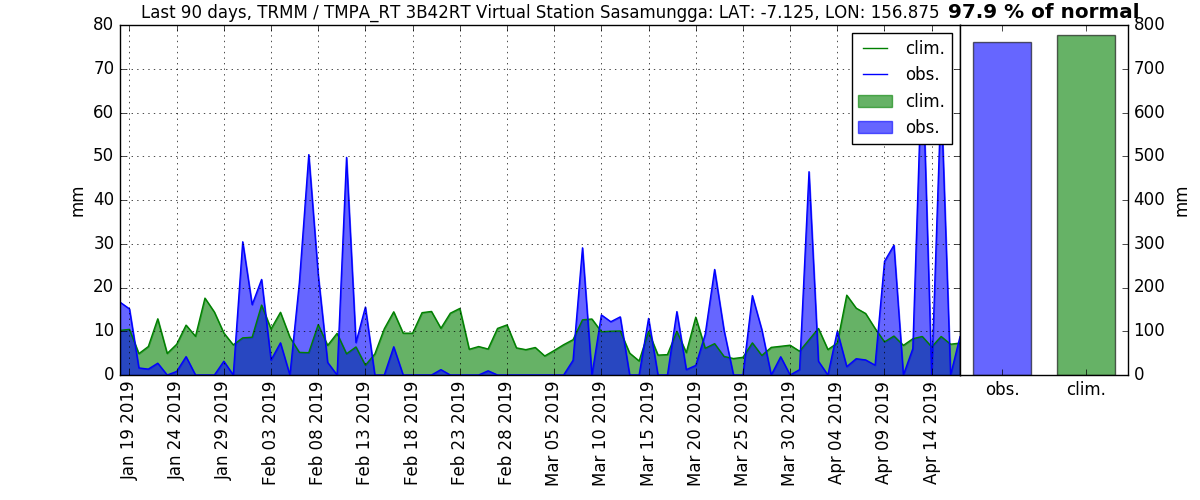 Last 90 days, TRMM / TMPA_RT 3B42RT Virtual Station Sasamungga: LAT: -7.125, LON: 156.875
97.9 % of normal
80
70
60
50
40
30
20
10
0
mm
clim.
obs.
clim.
obs.
Jan 19 2019
Jan 24 2019
Jan 29 2019
Feb 03 2019
Feb 08 2019
Feb 13 2019
Feb 18 2019
Feb 23 2019
Feb 28 2019
Mar 05 2019
Mar 10 2019
Mar 15 2019
Mar 20 2019
Mar 25 2019
Mar 30 2019
Apr 04 2019
Apr 09 2019
Apr 14 2019
800
700
600
500
400
300
200
100
0
mm
obs.
clim.